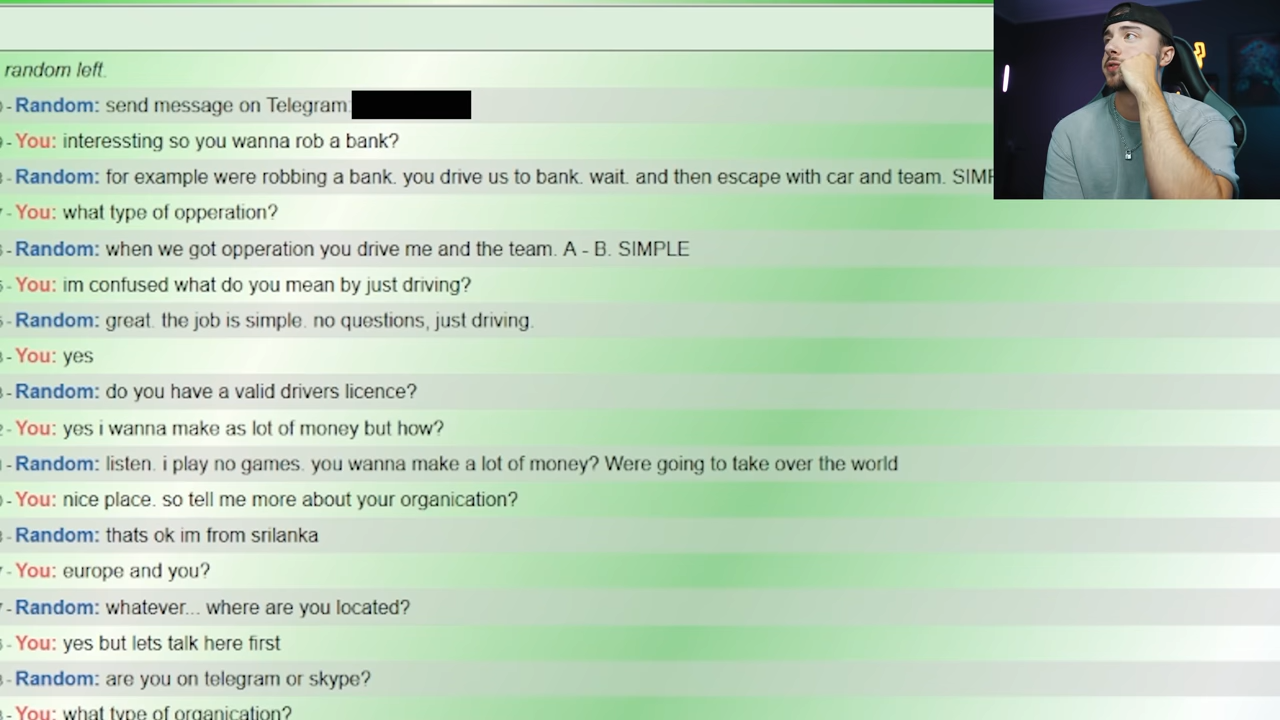 random left.
Random: send message on Telegram:
You: interessting so you wanna rob a bank?
Random: for example were robbing a bank. you drive us to bank. wait. and then escape with car and team.
You: what type of opperation?
Random: when we got opperation you drive me and the team. A - B. SIMPLE
You: im confused what do you mean by just driving?
Random: great. the job is simple. no questions, just driving.
You: yes
Random: do you have a valid drivers licence?
You: yes i wanna make as lot of money but how?
Random: listen. i play no games. you wanna make a lot of money? Were going to take over the world
You: nice place. so tell me more about your organication?
Random: thats ok im from srilanka
You: europe and you?
Random: whatever... where are you located?
You: yes but lets talk here first
Random: are you on telegram or skype?
You: what type of organication?